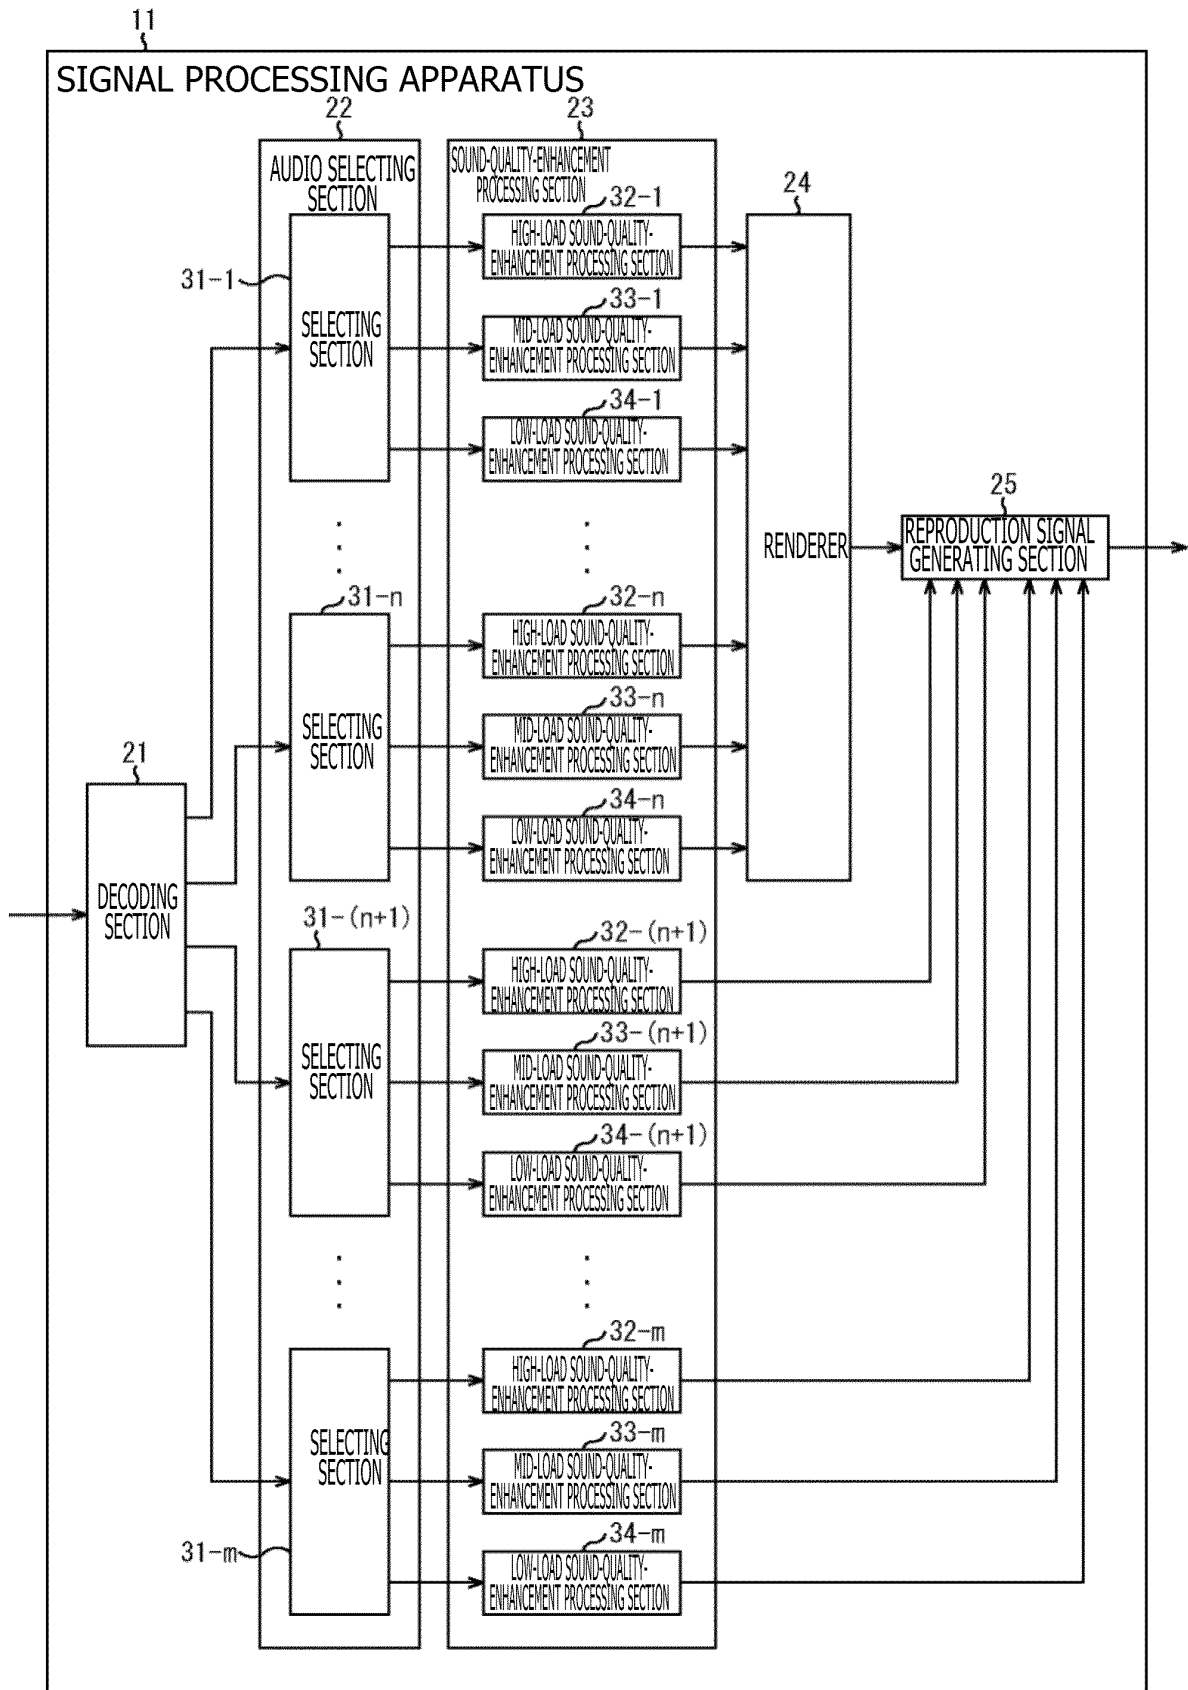 11
SIGNAL PROCESSING APPARATUS
22
23
AUDIO SELECTING
SECTION
SOUND-QUALITY-ENHANCEMENT
PROCESSING SECTION
24
31-1
SELECTING
SECTION
32-1
HIGH-LOAD SOUND-QUALITY-
ENHANCEMENT PROCESSING SECTION
33-1
MID-LOAD SOUND-QUALITY-
ENHANCEMENT PROCESSING SECTION
34-1
LOW-LOAD SOUND-QUALITY-
ENHANCEMENT PROCESSING SECTION
RENDERER
25
REPRODUCTION SIGNAL
GENERATING SECTION
31-n
SELECTING
SECTION
32-n
HIGH-LOAD SOUND-QUALITY-
ENHANCEMENT PROCESSING SECTION
33-n
MID-LOAD SOUND-QUALITY-
ENHANCEMENT PROCESSING SECTION
34-n
LOW-LOAD SOUND-QUALITY-
ENHANCEMENT PROCESSING SECTION
21
DECODING
SECTION
31-(n+1)
SELECTING
SECTION
32-(n+1)
HIGH-LOAD SOUND-QUALITY-
ENHANCEMENT PROCESSING SECTION
33-(n+1)
MID-LOAD SOUND-QUALITY-
ENHANCEMENT PROCESSING SECTION
34-(n+1)
LOW-LOAD SOUND-QUALITY-
ENHANCEMENT PROCESSING SECTION
31-m
SELECTING
SECTION
32-m
HIGH-LOAD SOUND-QUALITY-
ENHANCEMENT PROCESSING SECTION
33-m
MID-LOAD SOUND-QUALITY-
ENHANCEMENT PROCESSING SECTION
34-m
LOW-LOAD SOUND-QUALITY-
ENHANCEMENT PROCESSING SECTION